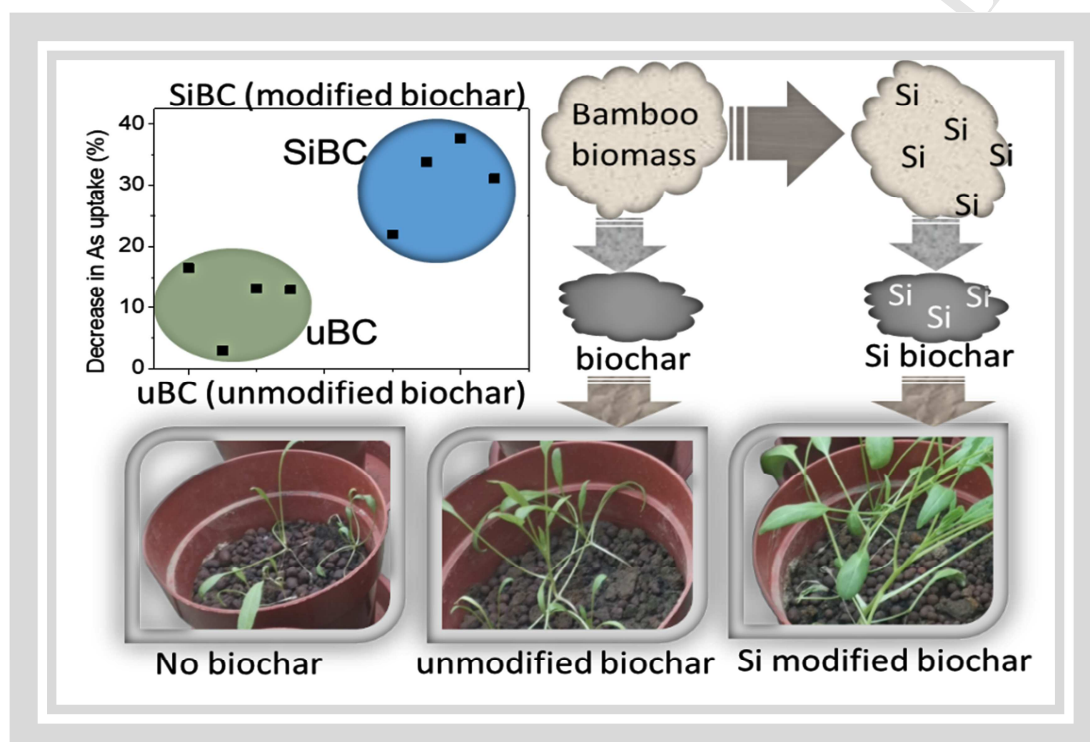 SiBC (modified biochar)
40
30
20
10
0
Decrease in As uptake (%)
SiBC
uBC
uBC (unmodified biochar)
Bamboo
biomass
Si
Si
Si
Si
Si
biochar
Si
Si
Si
Si biochar
No biochar
unmodified biochar
Si modified biochar